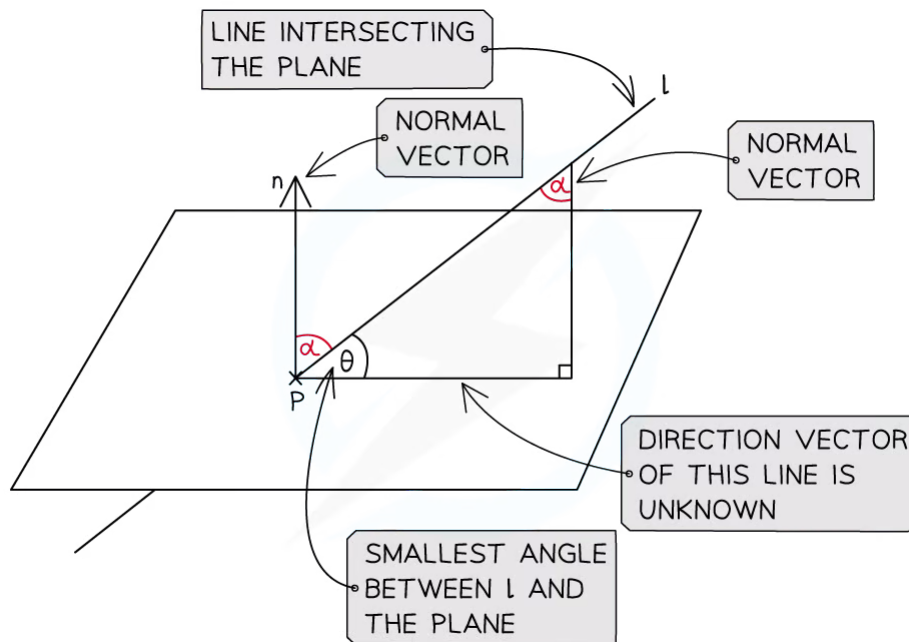 LINE INTERSECTING
THE PLANE
l
NORMAL
VECTOR
NORMAL
VECTOR
n
α
α
θ
P
DIRECTION VECTOR
OF THIS LINE IS
UNKNOWN
SMALLEST ANGLE
BETWEEN l AND
THE PLANE